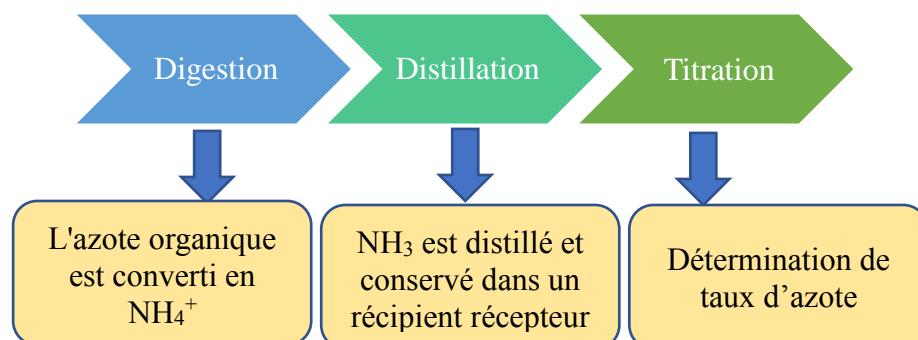 Digestion
Distillation
Titration
L'azote organique
est converti en
NH₄⁺
NH₃ est distillé et
conservé dans un
récipient récepteur
Détermination de
taux d’azote